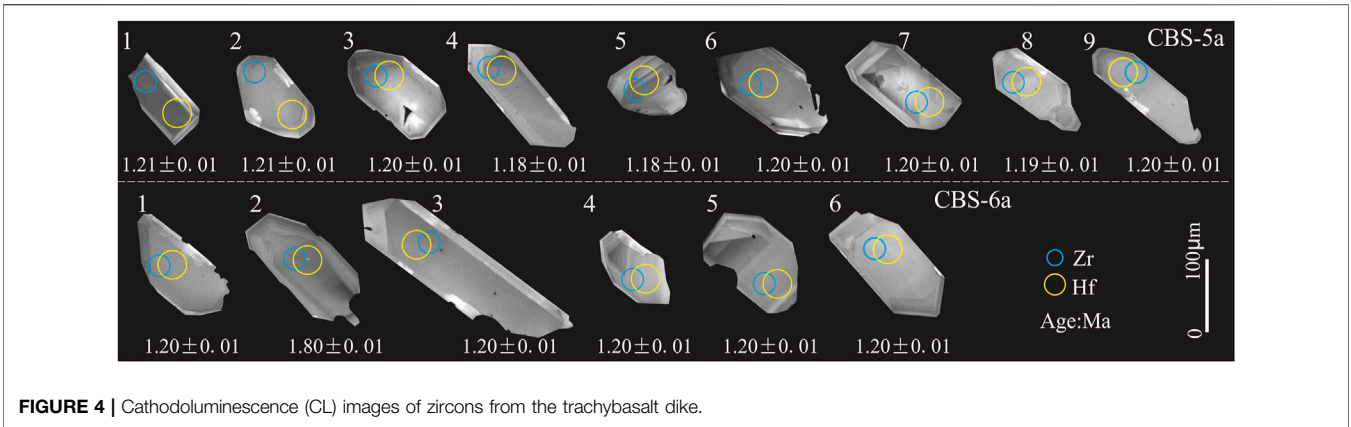 1 2 3 4 5 6 7 8 9 CBS-5a
1.21±0.01 1.21±0.01 1.20±0.01 1.18±0.01 1.18±0.01 1.20±0.01 1.20±0.01 1.19±0.01 1.20±0.01
1 2 3 4 5 6 CBS-6a
Zr
Hf
Age:Ma
100μm
0
1.20±0.01 1.80±0.01 1.20±0.01 1.20±0.01 1.20±0.01 1.20±0.01
FIGURE 4 | Cathodoluminescence (CL) images of zircons from the trachybasalt dike.